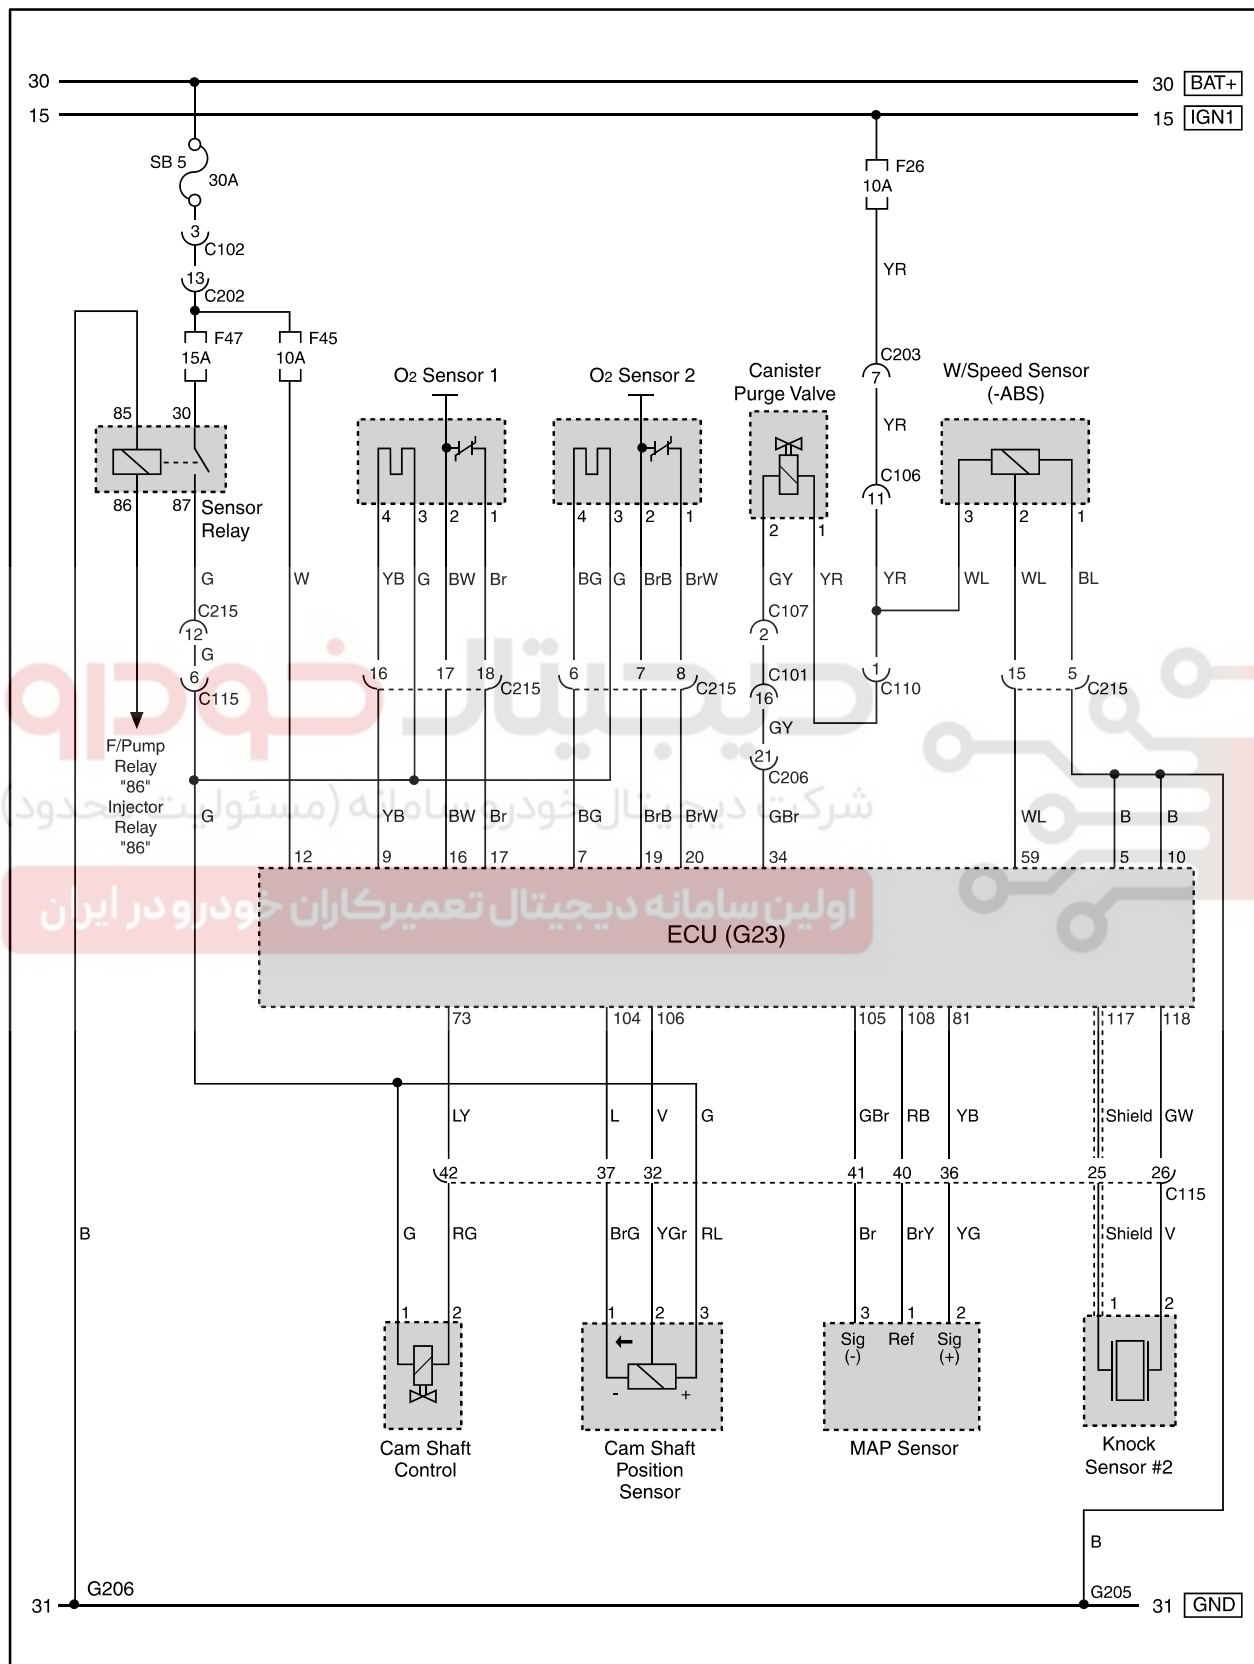 30
30 BAT+
15
15 IGN1
SB 5
30A
F26
10A
3
C102
13
C202
YR
F47
15A
F45
10A
C203
7
O2 Sensor 1
O2 Sensor 2
Canister
Purge Valve
W/Speed Sensor
(-ABS)
85
30
YR
C106
11
86
87
Sensor
Relay
4 3 2 1
4 3 2 1
2 1
3 2 1
G W YB G BW Br BG G BrB BrW GY YR YR WL WL BL
C215
12
C107
2
G
6
C115
16 17 18 C215
6 7 8 C215
C101
16
1
C110
15 5 C215
GY
21
C206
F/Pump
Relay
"86"
Injector
Relay
"86"
خودرو
دیجیتال
شرکت دیجیتال خودرو سامانه (مسئولیت محدود)
G YB BW Br BG BrB BrW GBr WL B B
12 9 16 17 7 19 20 34 59 5 10
اولین سامانه دیجیتال تعمیرکاران خودرو در ایران
ECU (G23)
73 104 106 105 108 81 117 118
LY L V G GBr RB YB Shield GW
42 37 32 41 40 36 25 26
C115
B G RG BrG YGr RL Br BrY YG Shield V
1 2
1 2 3
3 1 2
1 2
Sig
(-)
Ref
Sig
(+)
- +
Cam Shaft
Control
Cam Shaft
Position
Sensor
MAP Sensor
Knock
Sensor #2
B
G206
G205
31
31 GND